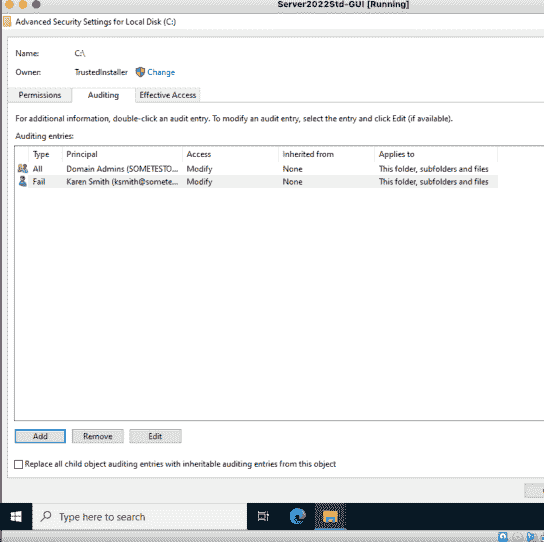 Server2022Std-GUI [Running]
Advanced Security Settings for Local Disk (C:)
Name: C:\
Owner: TrustedInstaller Change
Permissions Auditing Effective Access
For additional information, double-click an audit entry. To modify an audit entry, select the entry and click Edit (if available).
Auditing entries:
Type Principal Access Inherited from Applies to
All Domain Admins (SOMETESTO... Modify None This folder, subfolders and files
Fail Karen Smith (ksmith@somete... Modify None This folder, subfolders and files
Add Remove Edit
Replace all child object auditing entries with inheritable auditing entries from this object
Type here to search